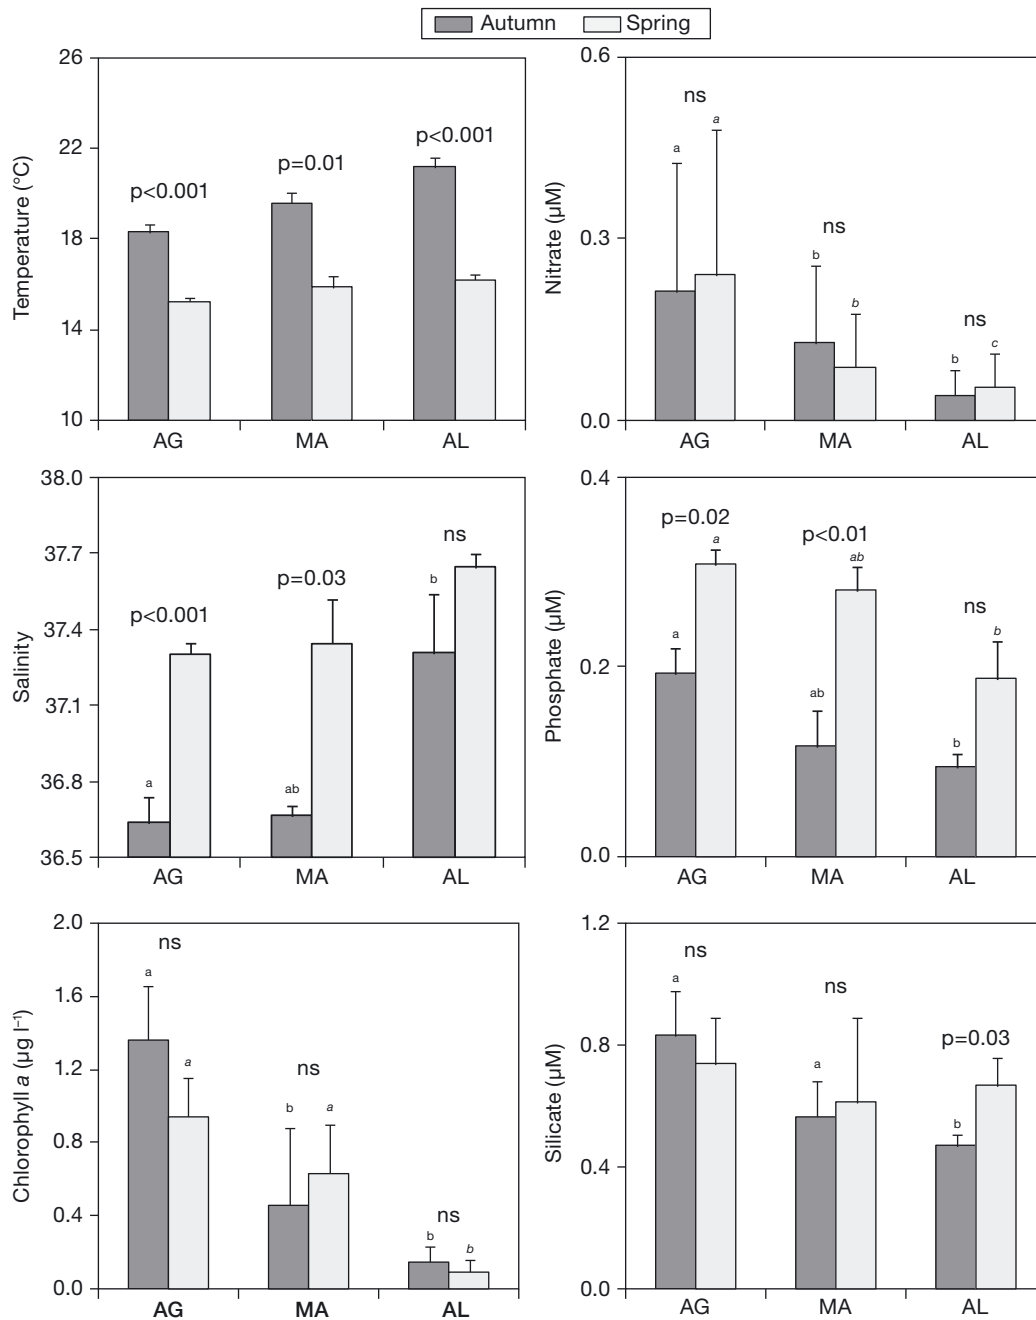 Autumn Spring
Temperature (°C)
26
22
18
14
10
p<0.001
p=0.01
p<0.001
AG MA AL
Nitrate (µM)
0.6
0.3
0.0
ns
a a
ns
b b
ns
b c
AG MA AL
Salinity
38.0
37.7
37.4
37.1
36.8
36.5
p<0.001
a
p=0.03
ab
ns
b
AG MA AL
Phosphate (µM)
0.4
0.2
0.0
p=0.02
a a
p<0.01
ab ab
ns
b b
AG MA AL
Chlorophyll a (µg l⁻¹)
2.0
1.6
1.2
0.8
0.4
0.0
ns
a a
ns
b a
ns
b b
AG MA AL
Silicate (µM)
1.2
0.8
0.4
0.0
ns
a
ns
a
p=0.03
b
AG MA AL